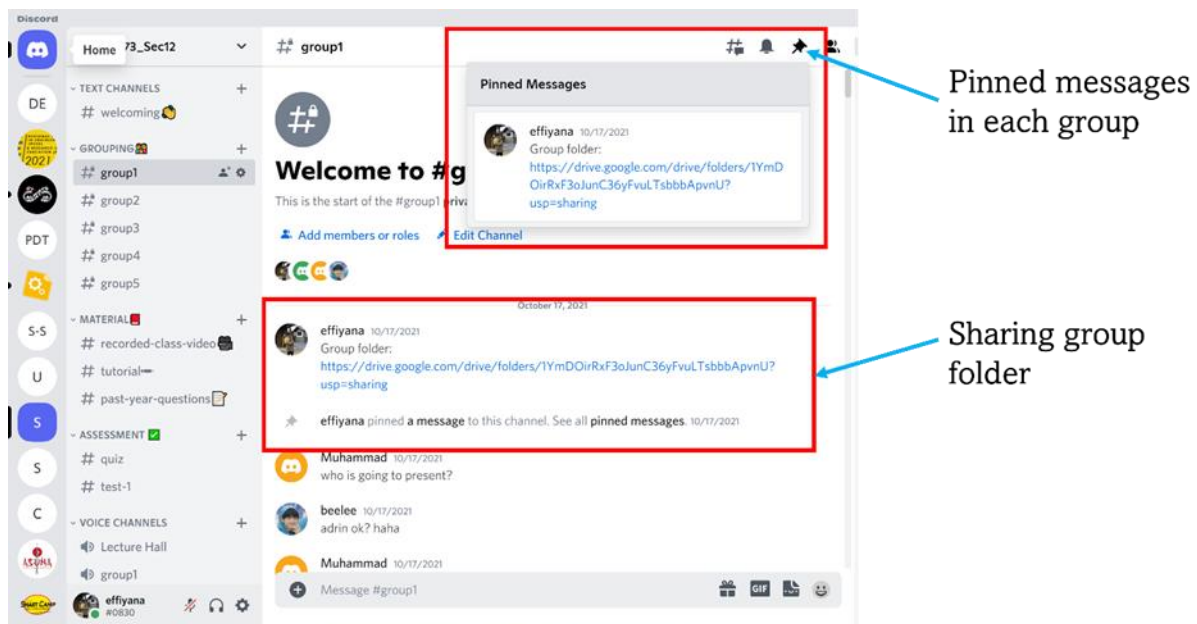 Discord
Home
73_Sec12
group1
DE
2021
PDT
S-S
U
S
S
C
ASUHA
SMART CAMP
TEXT CHANNELS
welcoming
GROUPING
group1
group2
group3
group4
group5
MATERIAL
recorded-class-video
tutorial
past-year-questions
ASSESSMENT
quiz
test-1
VOICE CHANNELS
Lecture Hall
group1
effiyana
#0830
Pinned Messages
effiyana 10/17/2021
Group folder:
https://drive.google.com/drive/folders/1YmD
OirRxF3oJunC36yFvuLTsbbbApvnU?
usp=sharing
Welcome to #g
This is the start of the #group1 priva
Add members or roles
Edit Channel
October 17, 2021
effiyana 10/17/2021
Group folder:
https://drive.google.com/drive/folders/1YmDOirRxF3oJunC36yFvuLTsbbbApvnU?
usp=sharing
effiyana pinned a message to this channel. See all pinned messages. 10/17/2021
Muhammad 10/17/2021
who is going to present?
beelee 10/17/2021
adrin ok? haha
Muhammad 10/17/2021
Message #group1
GIF
Pinned messages
in each group
Sharing group
folder